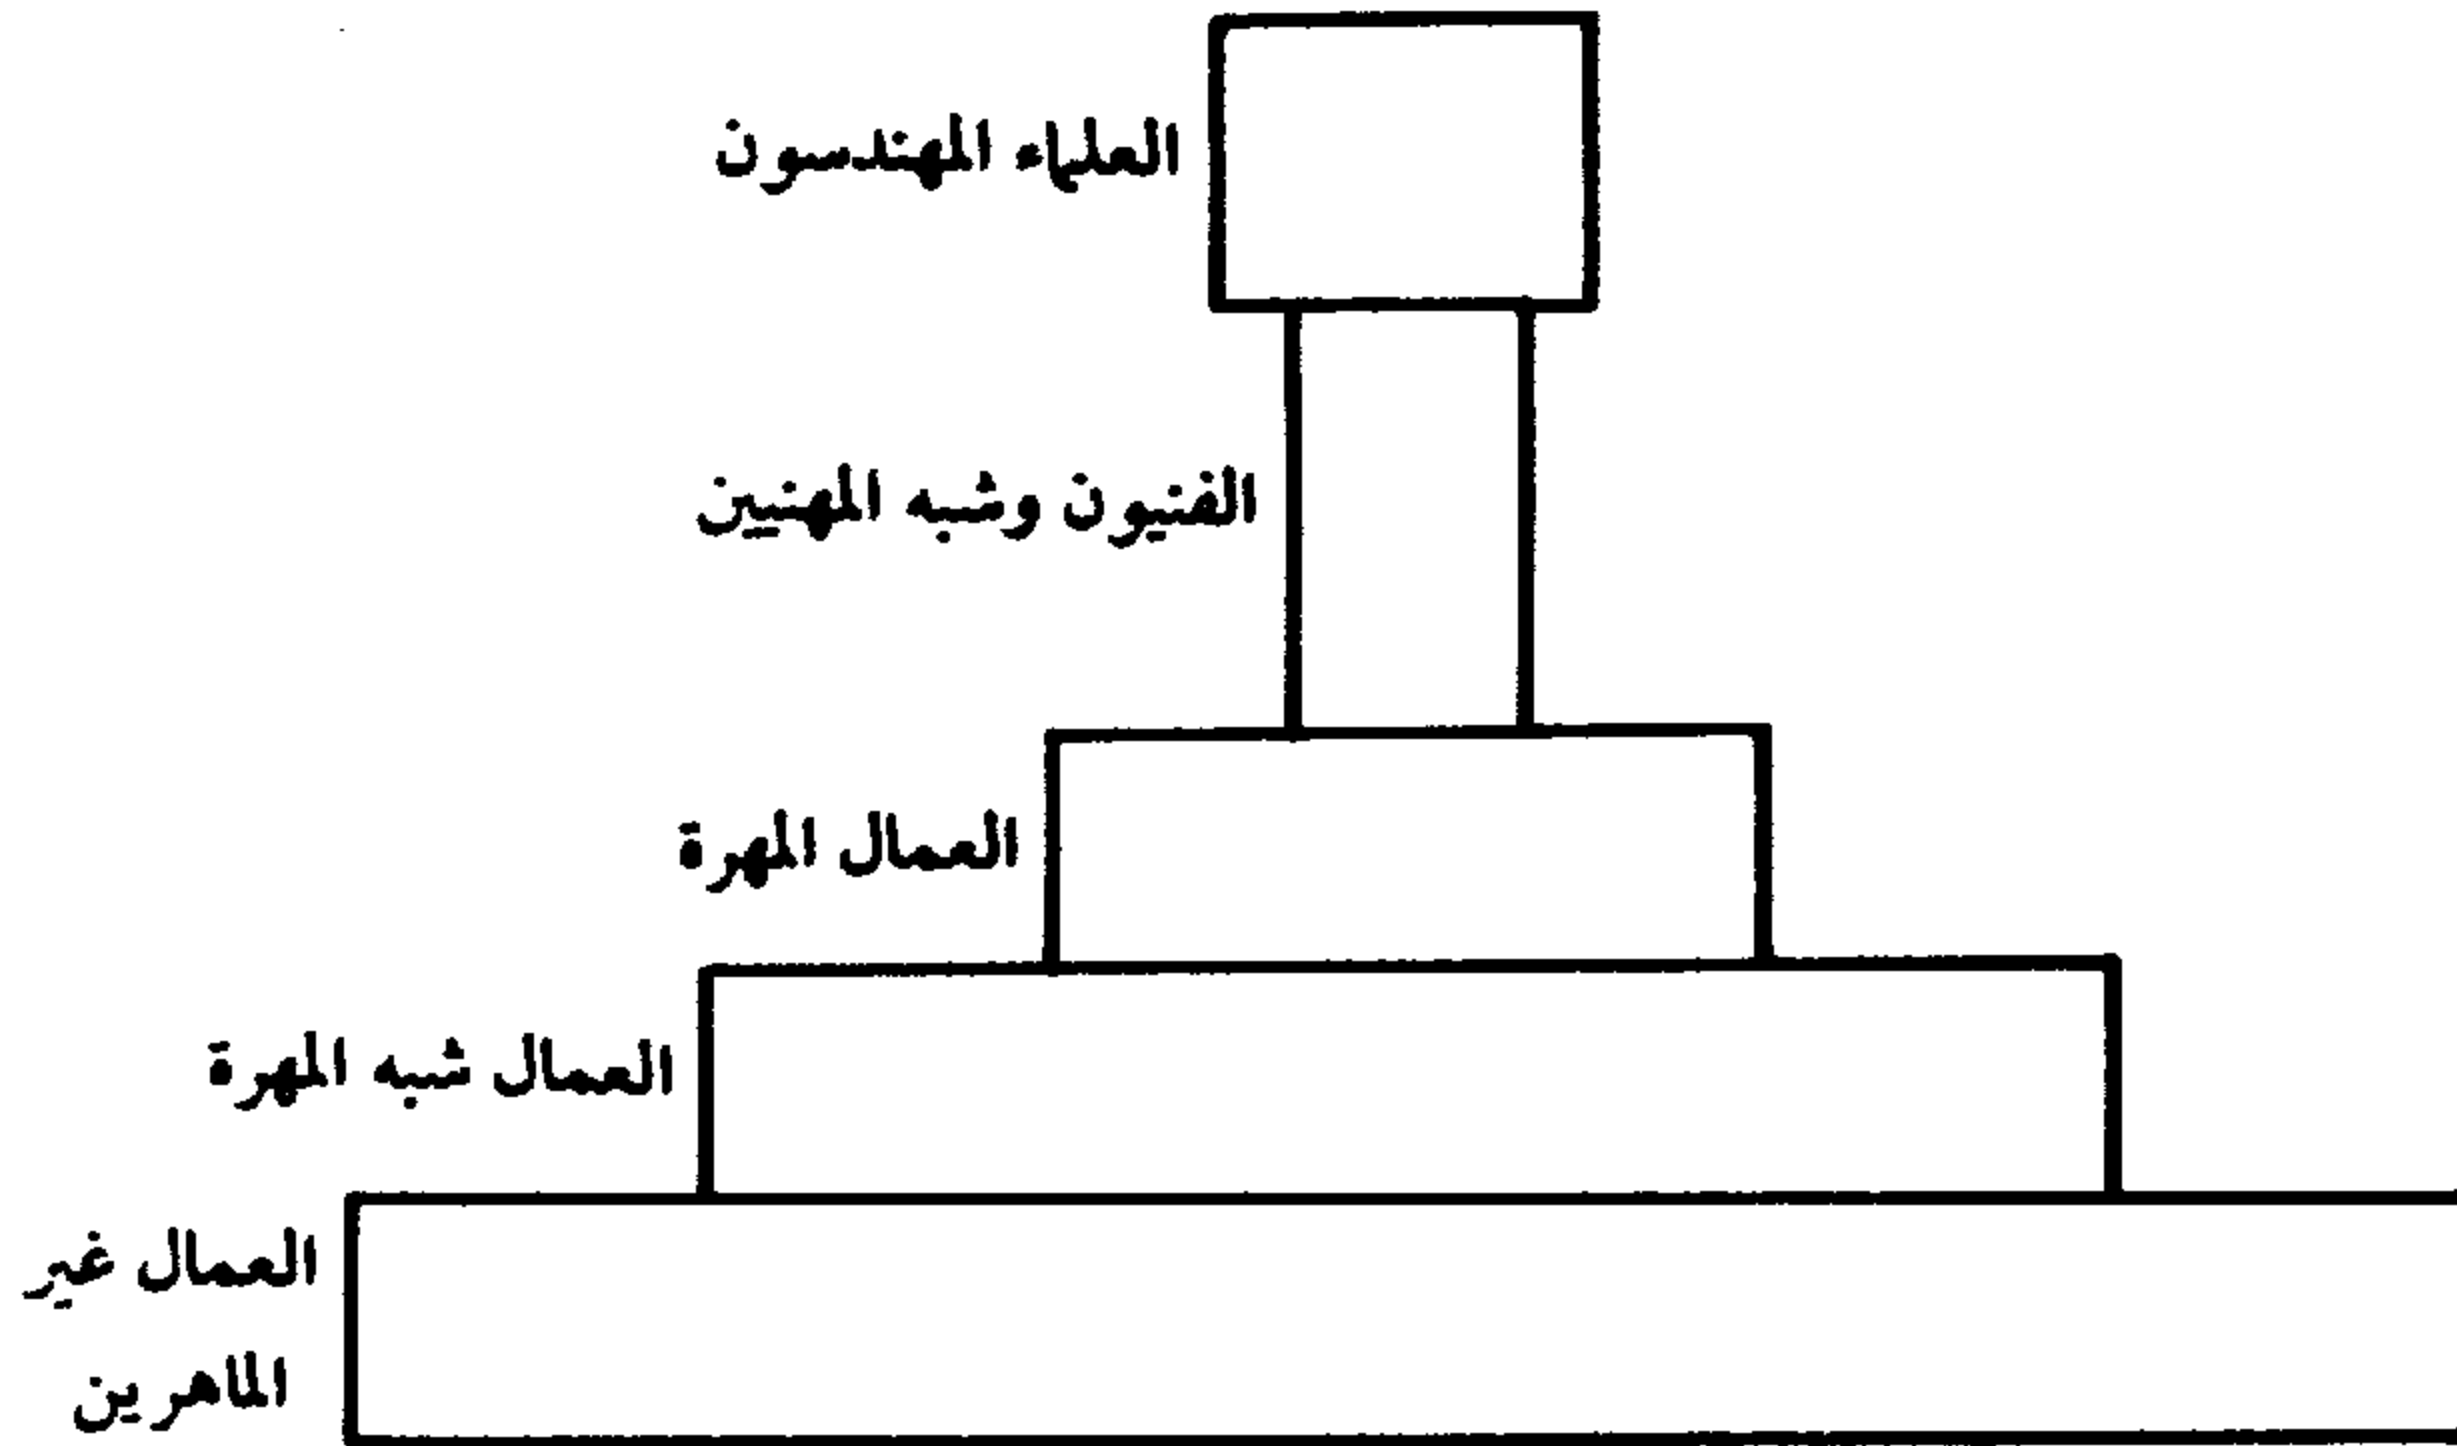 العلماء المهندسون
الفنيون وشبه المهنيين
العمال المهرة
العمال شبه المهرة
العمال غير
الماهرين